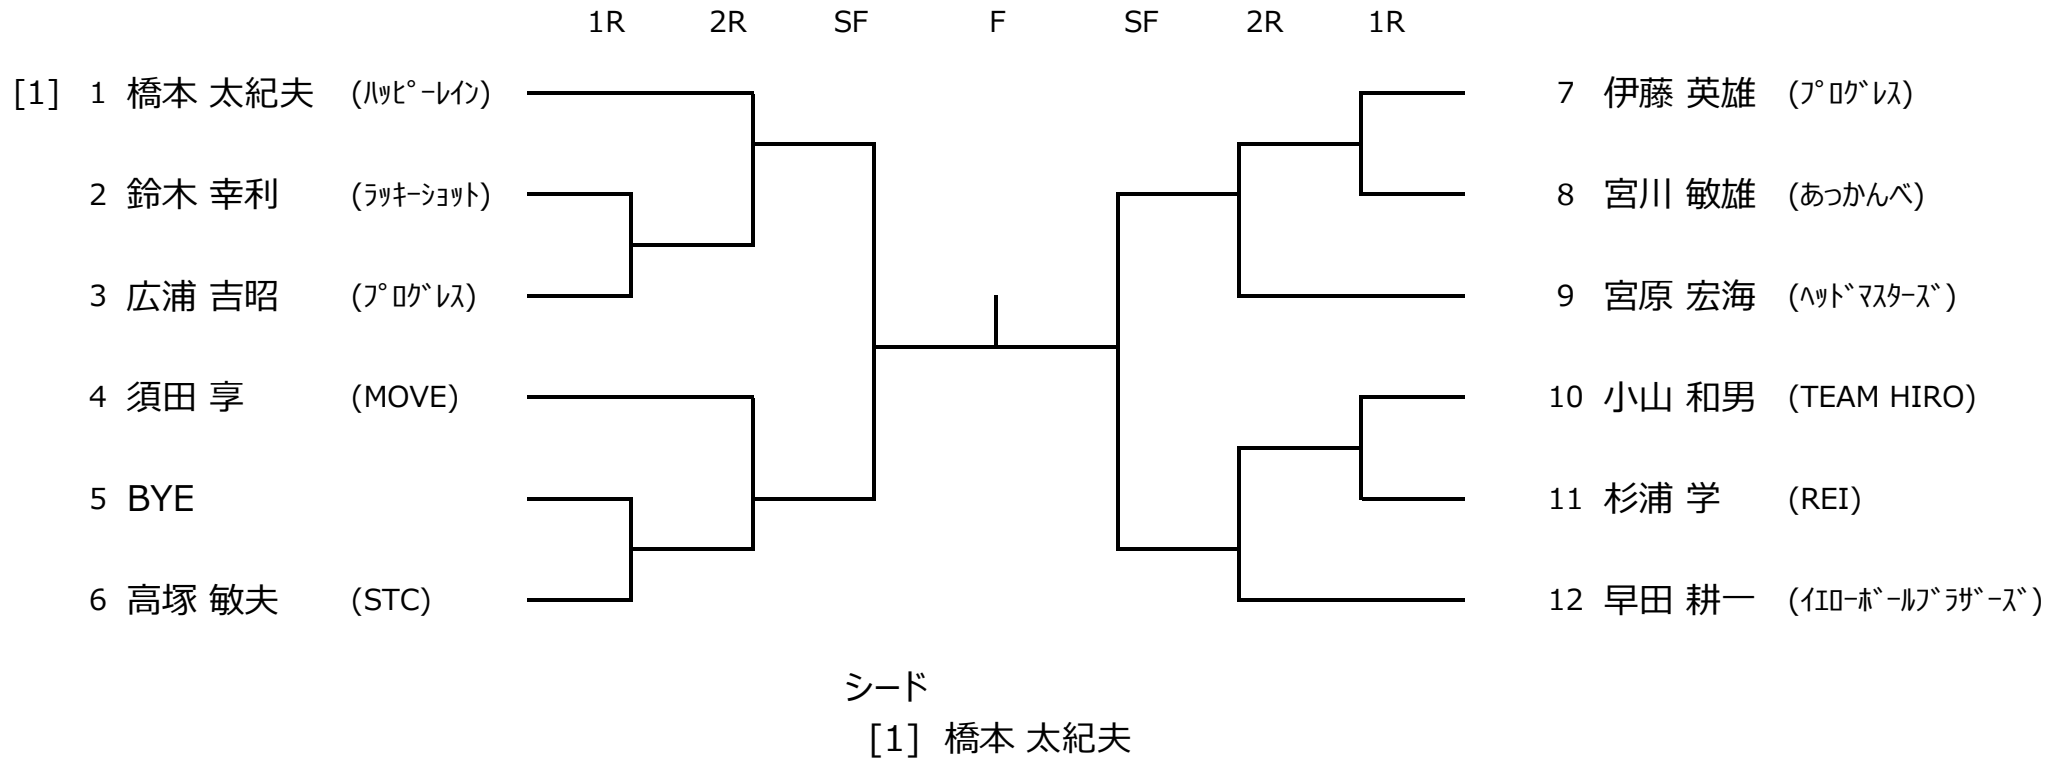 1R 2R SF F SF 2R 1R
[1] 1 橋本 太紀夫 (ﾊｯﾋﾟｰﾚｲﾝ) 7 伊藤 英雄 (ﾌﾟﾛｸﾞﾚｽ)
2 鈴木 幸利 (ﾗｯｷｰｼｮｯﾄ) 8 宮川 敏雄 (あっかんべ)
3 広浦 吉昭 (ﾌﾟﾛｸﾞﾚｽ) 9 宮原 宏海 (ﾍｯﾄﾞﾏｽﾀｰｽﾞ)
4 須田 享 (MOVE) 10 小山 和男 (TEAM HIRO)
5 BYE 11 杉浦 学 (REI)
6 高塚 敏夫 (STC) 12 早田 耕一 (ｲｴﾛｰﾎﾞｰﾙﾌﾞﾗｻﾞｰｽﾞ)
シード
[1] 橋本 太紀夫